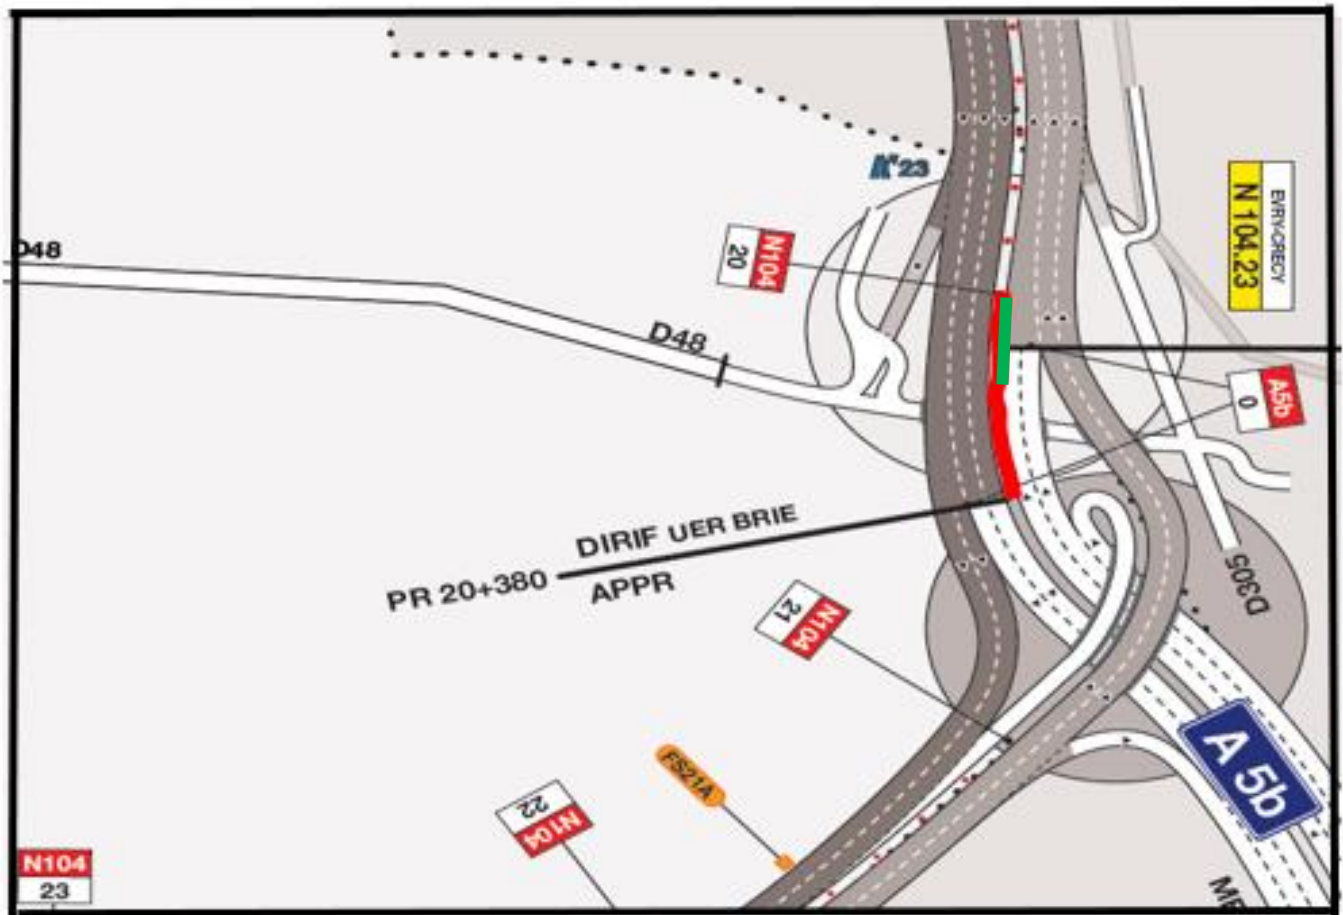 23
EVRY-CRECY
N 104.23
N104
20
D48
D48
A5b
0
DIRIF UER BRIE
PR 20+380
APPR
D305
N104
21
A 5b
FS21A
N104
22
N104
23